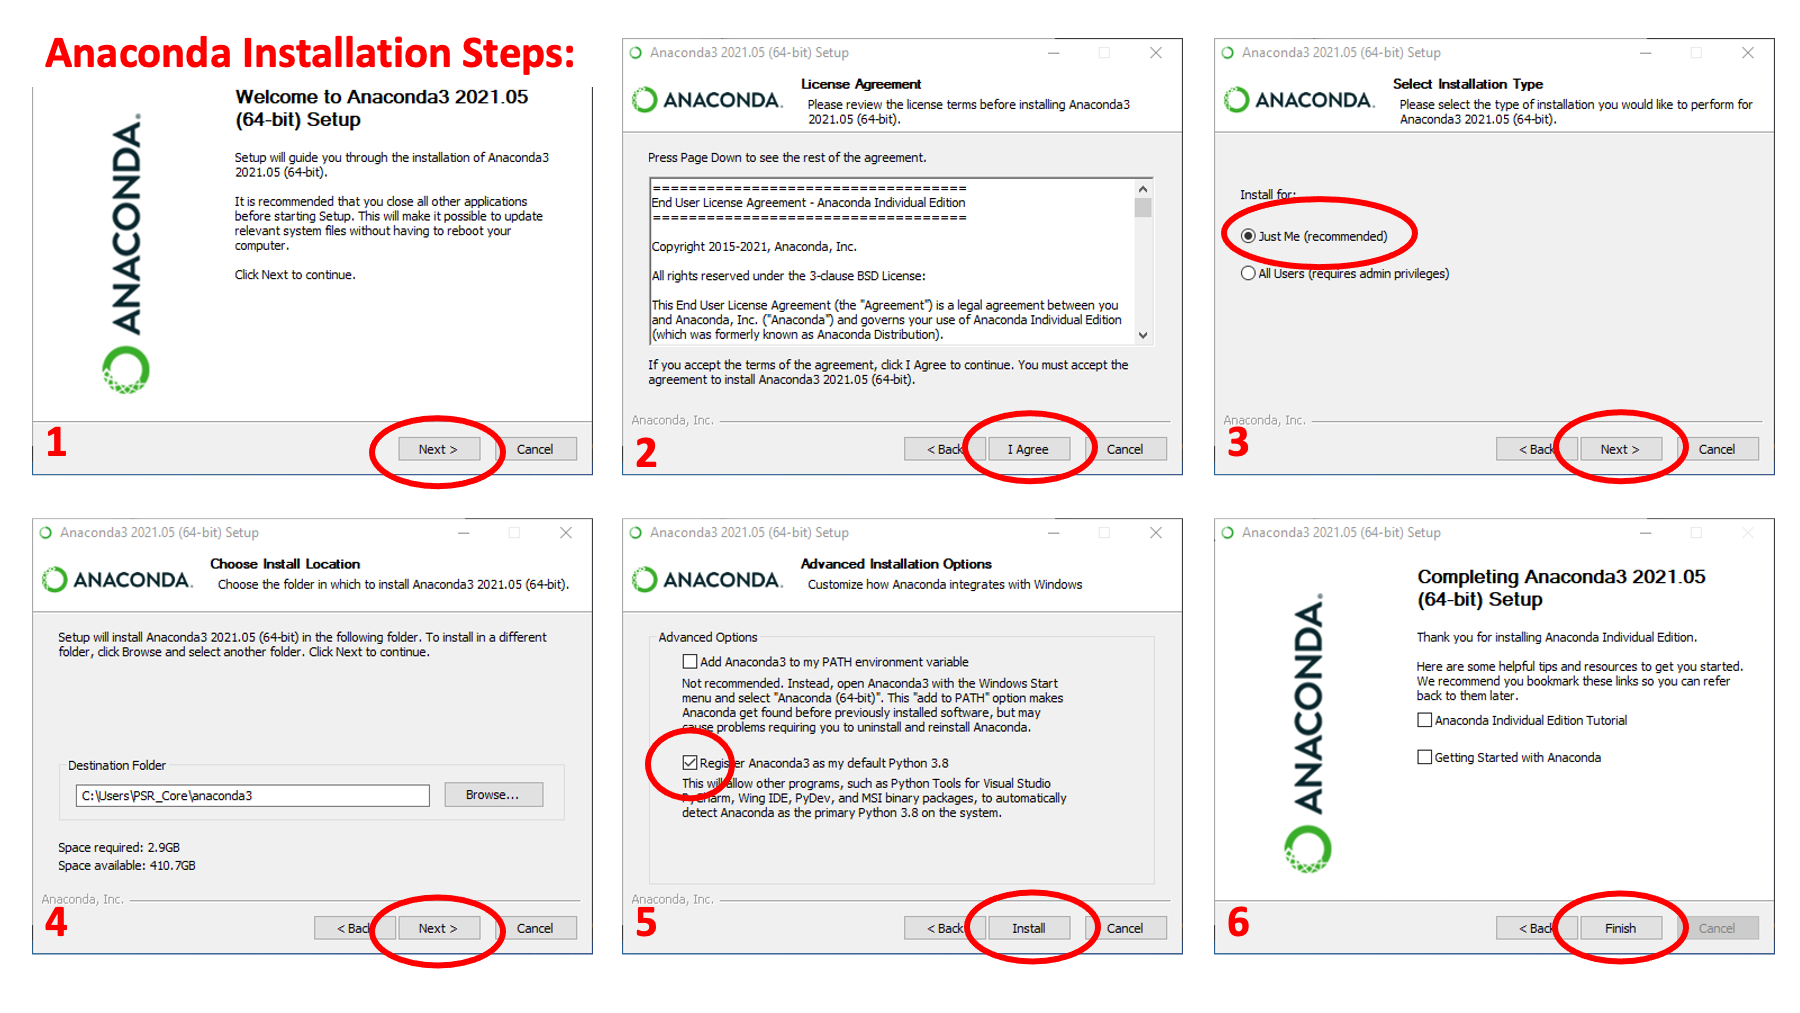 Anaconda Installation Steps:
ANACONDA.
Welcome to Anaconda3 2021.05
(64-bit) Setup
Setup will guide you through the installation of Anaconda3
2021.05 (64-bit).
It is recommended that you close all other applications
before starting Setup. This will make it possible to update
relevant system files without having to reboot your
computer.
Click Next to continue.
1
Next >
Cancel
Anaconda3 2021.05 (64-bit) Setup
ANACONDA.
License Agreement
Please review the license terms before installing Anaconda3
2021.05 (64-bit).
Press Page Down to see the rest of the agreement.
===================================
End User License Agreement - Anaconda Individual Edition
===================================
Copyright 2015-2021, Anaconda, Inc.
All rights reserved under the 3-clause BSD License:
This End User License Agreement (the "Agreement") is a legal agreement between you
and Anaconda, Inc. ("Anaconda") and governs your use of Anaconda Individual Edition
(which was formerly known as Anaconda Distribution).
If you accept the terms of the agreement, click I Agree to continue. You must accept the
agreement to install Anaconda3 2021.05 (64-bit).
Anaconda, Inc.
2
< Back
I Agree
Cancel
Anaconda3 2021.05 (64-bit) Setup
ANACONDA.
Select Installation Type
Please select the type of installation you would like to perform for
Anaconda3 2021.05 (64-bit).
Install for:
Just Me (recommended)
All Users (requires admin privileges)
Anaconda, Inc.
3
< Back
Next >
Cancel
Anaconda3 2021.05 (64-bit) Setup
ANACONDA.
Choose Install Location
Choose the folder in which to install Anaconda3 2021.05 (64-bit).
Setup will install Anaconda3 2021.05 (64-bit) in the following folder. To install in a different
folder, click Browse and select another folder. Click Next to continue.
Destination Folder
C:\Users\PSR_Core\anaconda3
Browse...
Space required: 2.9GB
Space available: 410.7GB
Anaconda, Inc.
4
< Back
Next >
Cancel
Anaconda3 2021.05 (64-bit) Setup
ANACONDA.
Advanced Installation Options
Customize how Anaconda integrates with Windows
Advanced Options
Add Anaconda3 to my PATH environment variable
Not recommended. Instead, open Anaconda3 with the Windows Start
menu and select "Anaconda (64-bit)". This "add to PATH" option makes
Anaconda get found before previously installed software, but may
cause problems requiring you to uninstall and reinstall Anaconda.
Register Anaconda3 as my default Python 3.8
This will allow other programs, such as Python Tools for Visual Studio
PyCharm, Wing IDE, PyDev, and MSI binary packages, to automatically
detect Anaconda as the primary Python 3.8 on the system.
Anaconda, Inc.
5
< Back
Install
Cancel
Anaconda3 2021.05 (64-bit) Setup
ANACONDA.
Completing Anaconda3 2021.05
(64-bit) Setup
Thank you for installing Anaconda Individual Edition.
Here are some helpful tips and resources to get you started.
We recommend you bookmark these links so you can refer
back to them later.
Anaconda Individual Edition Tutorial
Getting Started with Anaconda
6
< Back
Finish
Cancel